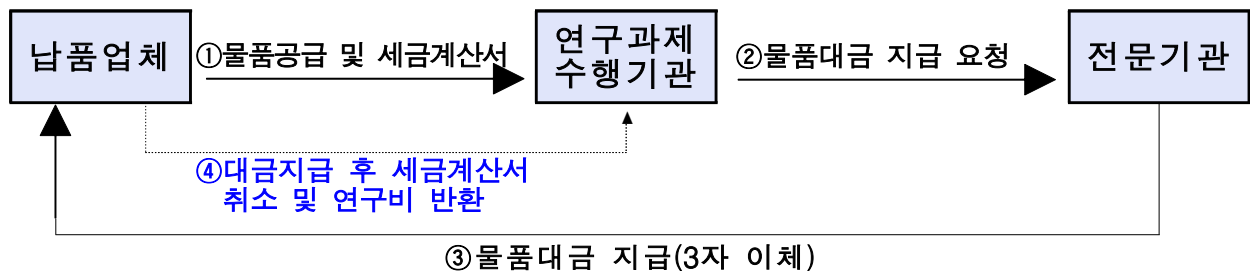 납품업체
①물품공급 및 세금계산서
연구과제
수행기관
②물품대금 지급 요청
전문기관
④대금지급 후 세금계산서
취소 및 연구비 반환
③물품대금 지급(3자 이체)